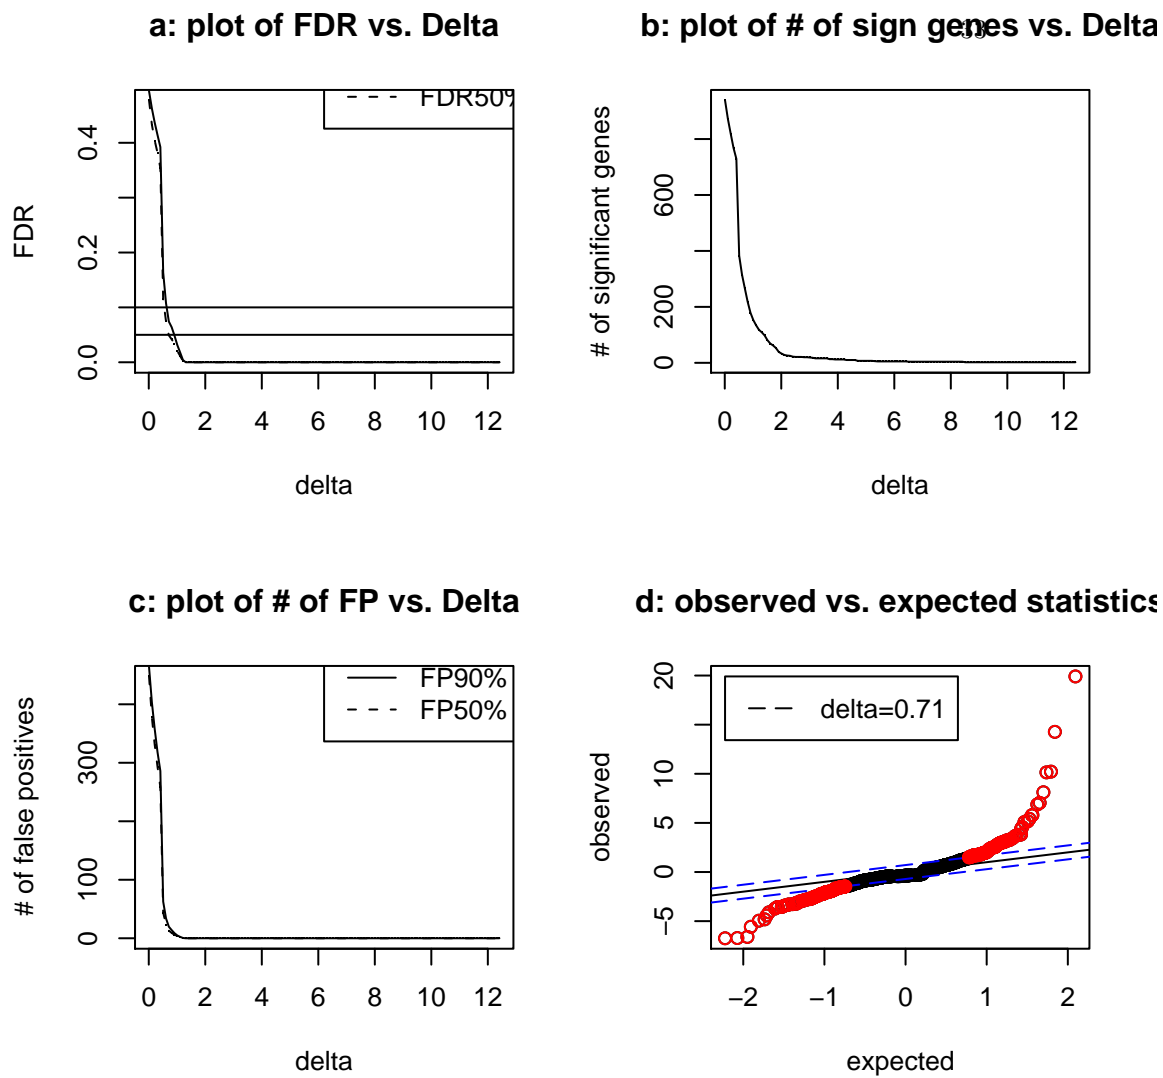 a: plot of FDR vs. Delta
FDR50%
0.4
0.2
0.0
FDR
0 2 4 6 8 10 12
delta
b: plot of # of sign genes vs. Delta
33
600
200
0
# of significant genes
0 2 4 6 8 10 12
delta
c: plot of # of FP vs. Delta
FP90%
FP50%
300
100
0
# of false positives
0 2 4 6 8 10 12
delta
d: observed vs. expected statistics
delta=0.71
20
10
5
0
−5
observed
−2 −1 0 1 2
expected